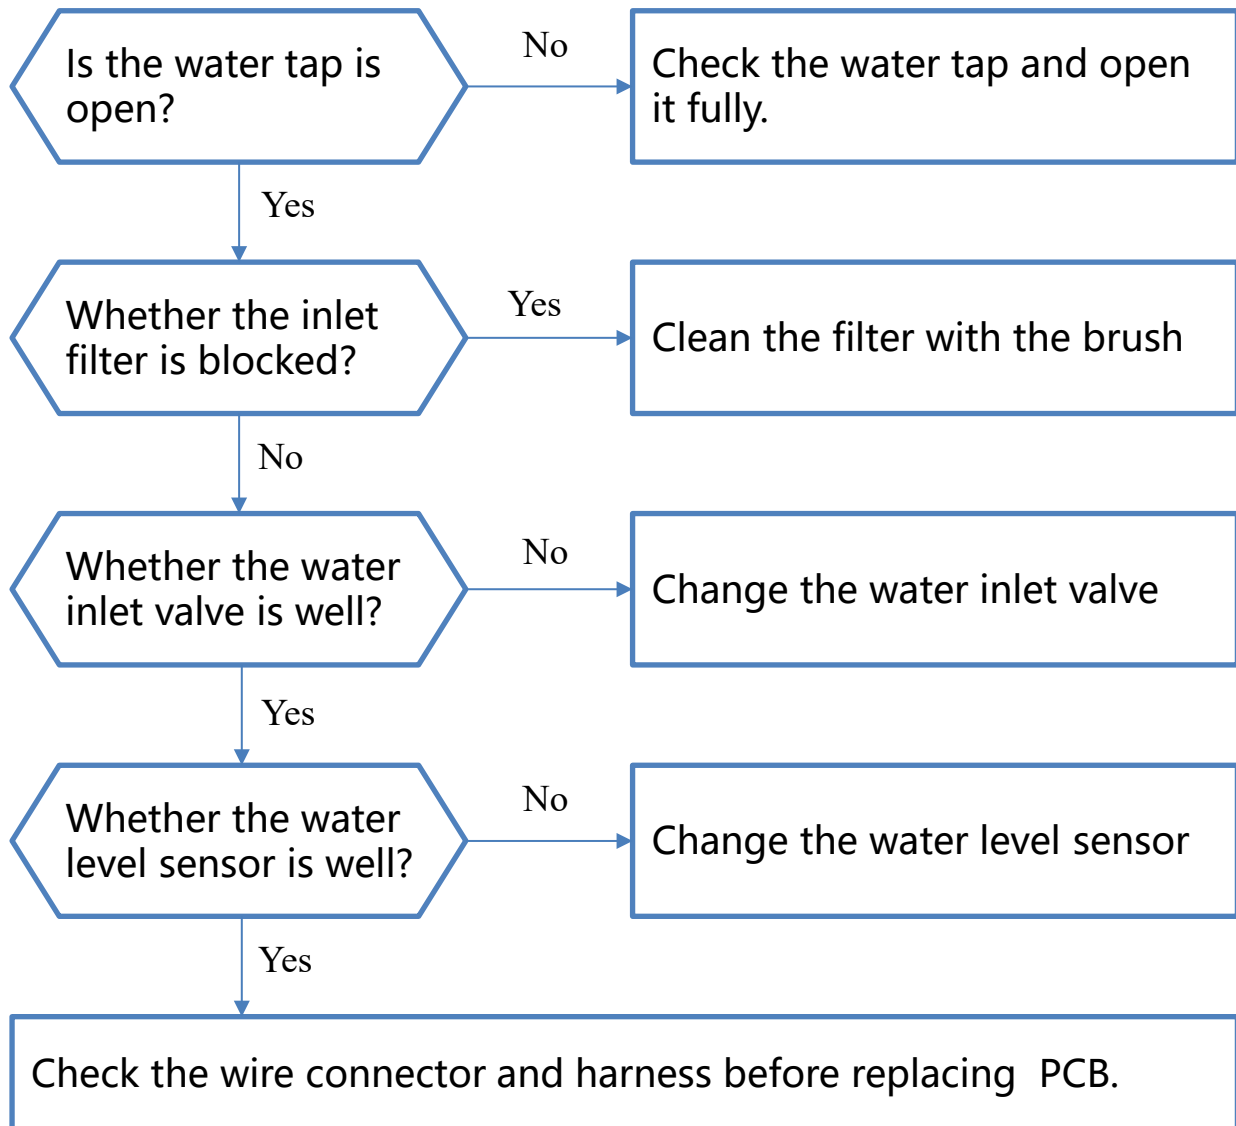 Is the water tap is
open?
No
Check the water tap and open
it fully.
Yes
Whether the inlet
filter is blocked?
Yes
Clean the filter with the brush
No
Whether the water
inlet valve is well?
No
Change the water inlet valve
Yes
Whether the water
level sensor is well?
No
Change the water level sensor
Yes
Check the wire connector and harness before replacing  PCB.